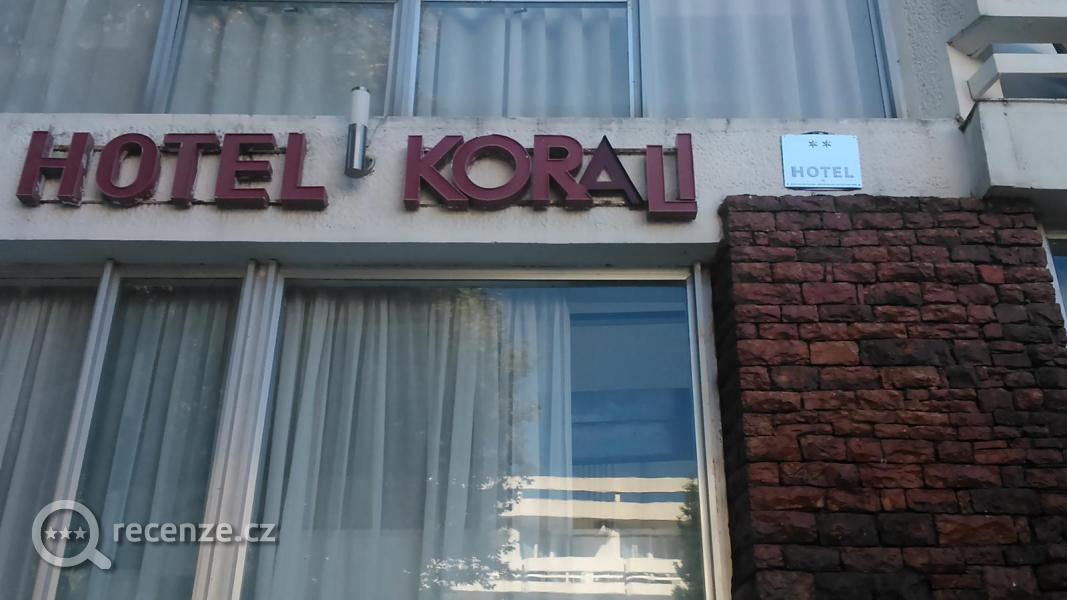 HOTEL KORALI
** HOTEL
recenze.cz